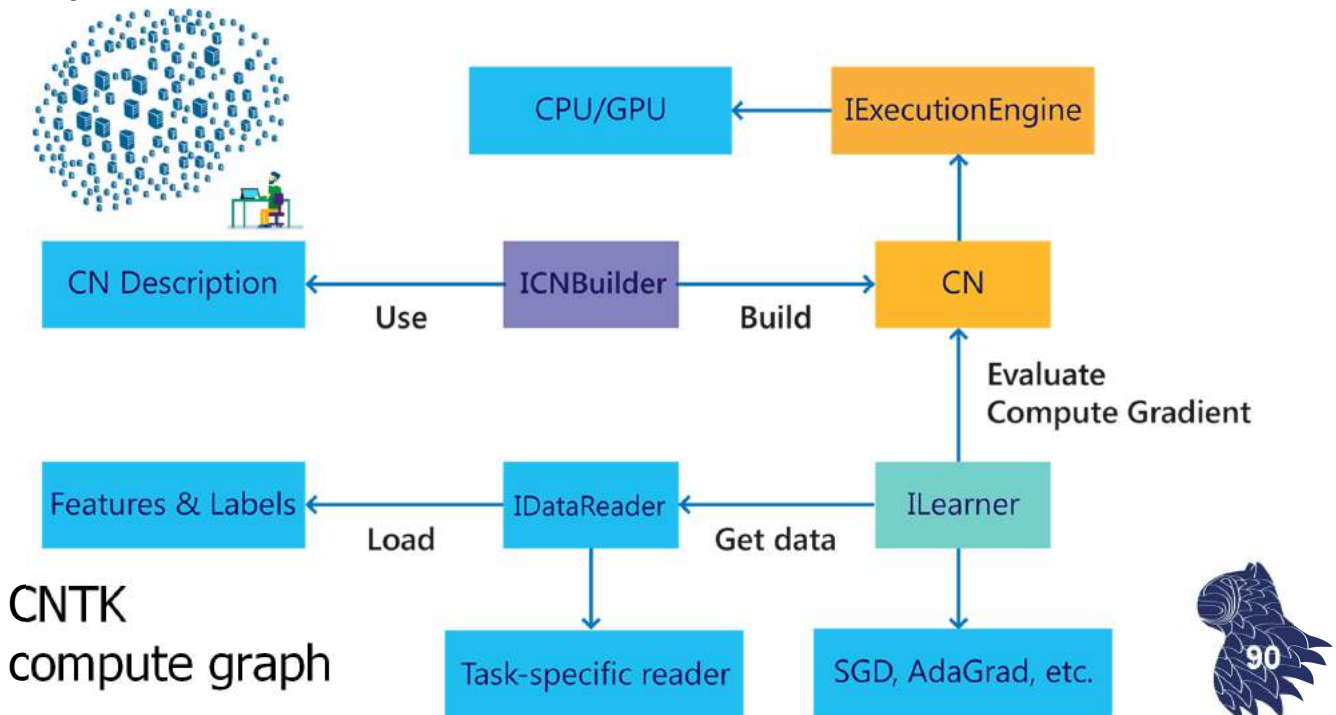 CPU/GPU
IExecutionEngine
CN Description
Use
ICNBuilder
Build
CN
Evaluate
Compute Gradient
Features & Labels
Load
IDataReader
Get data
ILearner
CNTK
compute graph
Task-specific reader
SGD, AdaGrad, etc.
90